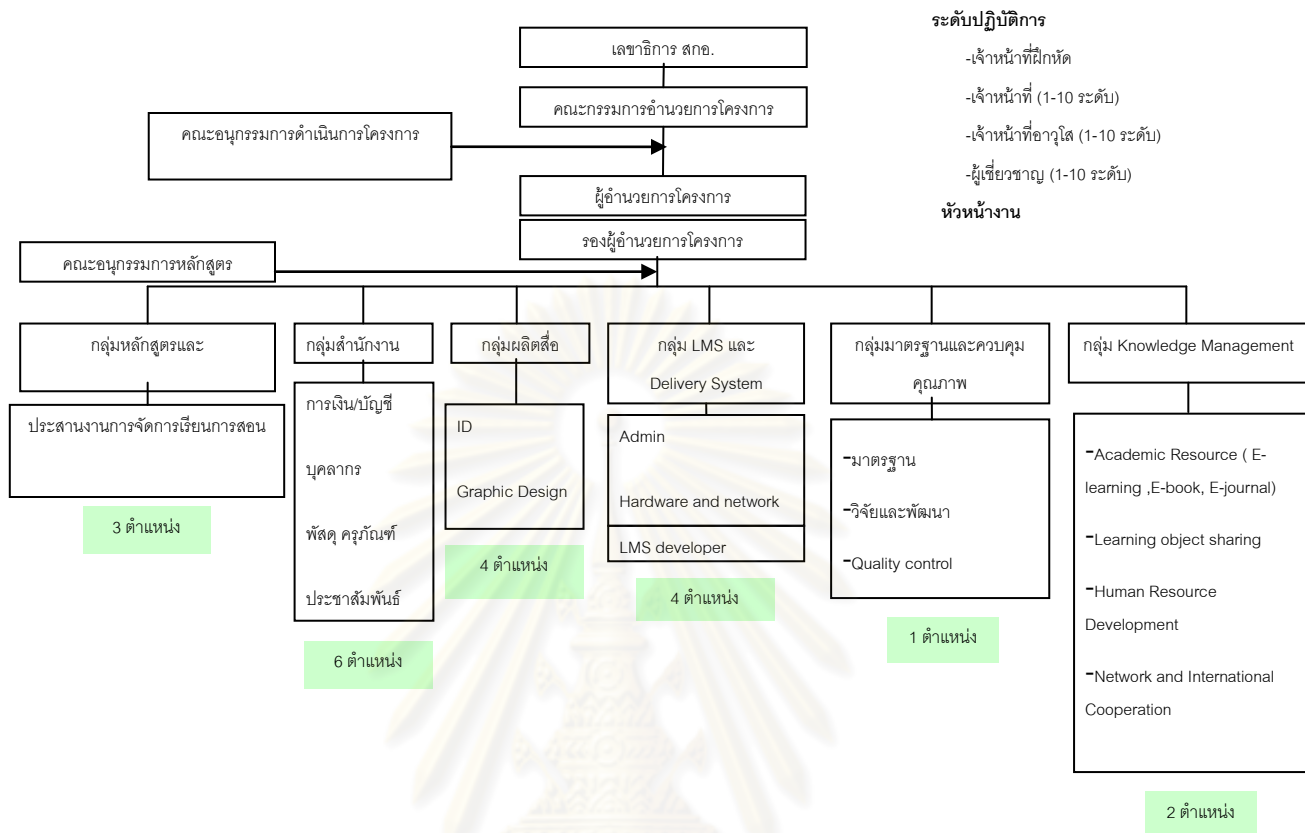 ระดับปฏิบัติการ
-เจ้าหน้าที่ฝึกหัด
-เจ้าหน้าที่ (1-10 ระดับ)
-เจ้าหน้าที่อาวุโส (1-10 ระดับ)
-ผู้เชี่ยวชาญ (1-10 ระดับ)
หัวหน้างาน
เลขาธิการ สกอ.
คณะกรรมการอำนวยการโครงการ
คณะอนุกรรมการดำเนินการโครงการ
ผู้อำนวยการโครงการ
รองผู้อำนวยการโครงการ
คณะอนุกรรมการหลักสูตร
กลุ่มหลักสูตรและ
ประสานงานการจัดการเรียนการสอน
3 ตำแหน่ง
กลุ่มสำนักงาน
การเงิน/บัญชี
บุคลากร
พัสดุ ครุภัณฑ์
ประชาสัมพันธ์
6 ตำแหน่ง
กลุ่มผลิตสื่อ
ID
Graphic Design
4 ตำแหน่ง
กลุ่ม LMS และ
Delivery System
Admin
Hardware and network
LMS developer
4 ตำแหน่ง
กลุ่มมาตรฐานและควบคุม
คุณภาพ
-มาตรฐาน
-วิจัยและพัฒนา
-Quality control
1 ตำแหน่ง
กลุ่ม Knowledge Management
-Academic Resource ( E-
learning ,E-book, E-journal)
-Learning object sharing
-Human Resource
Development
-Network and International
Cooperation
2 ตำแหน่ง